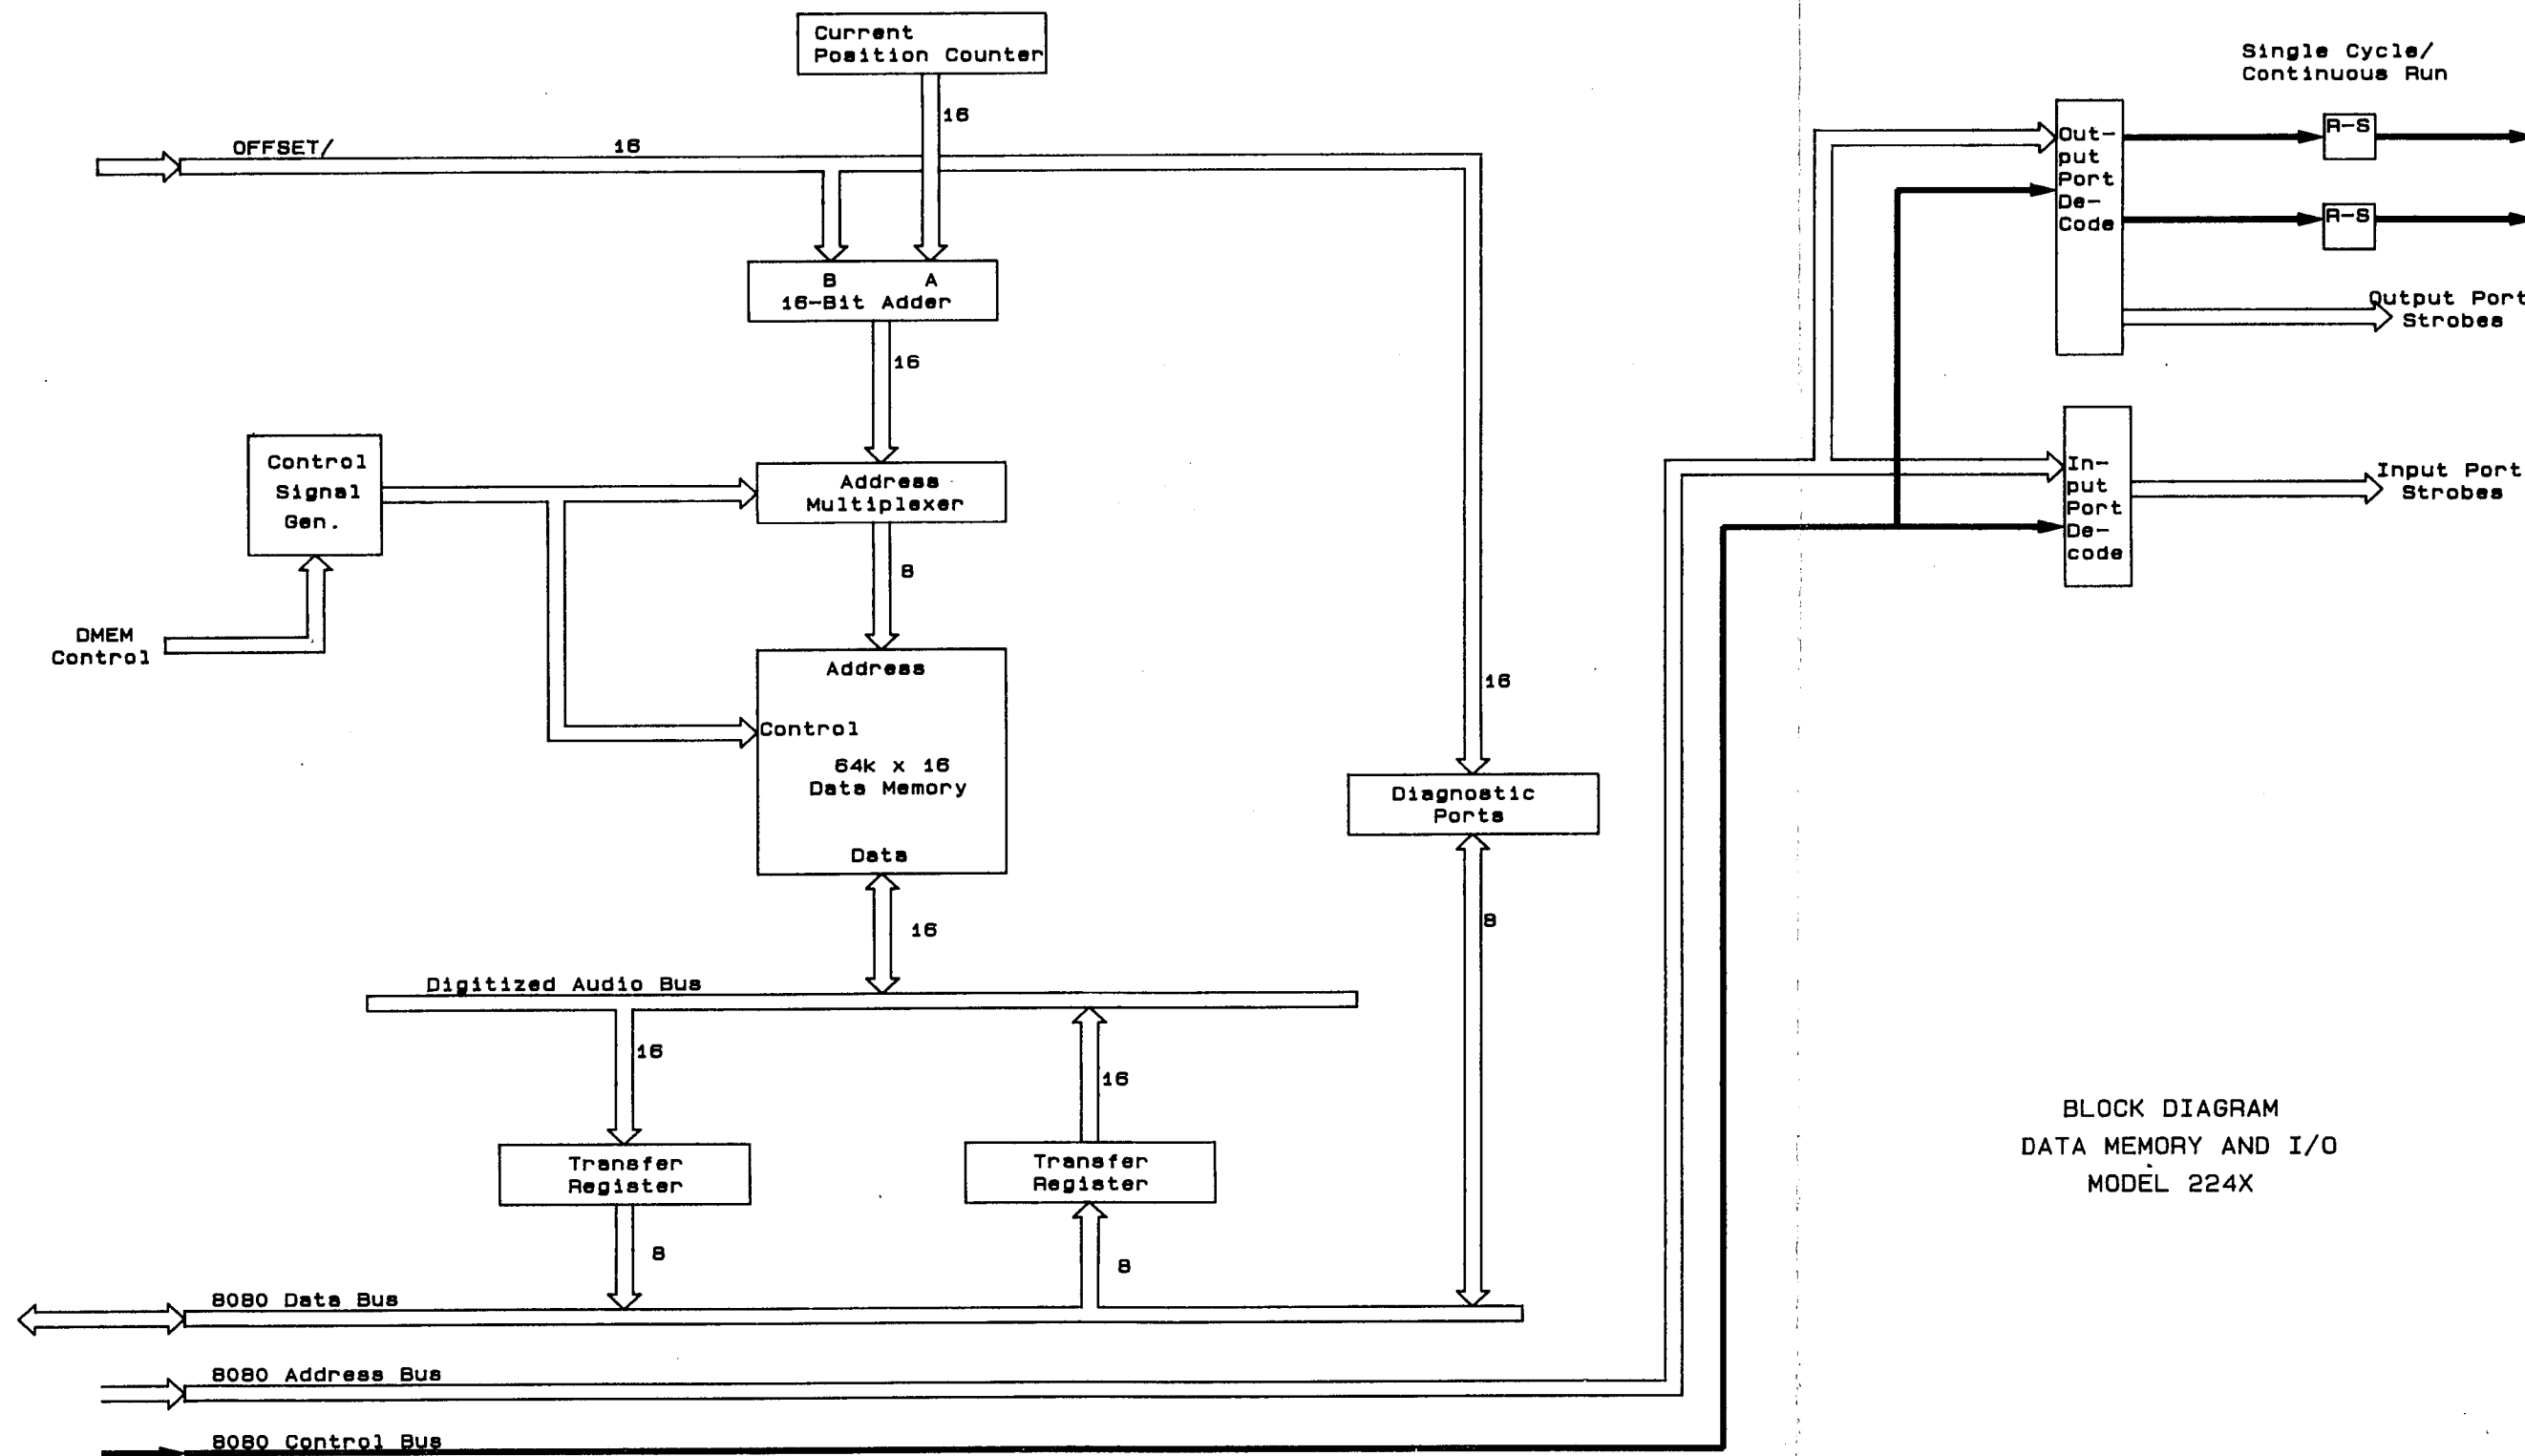 Current
Position Counter
16
OFFSET/
16
B A
16-Bit Adder
16
Control
Signal
Gen.
Address
Multiplexer
8
DMEM
Control
Address
Control
64k x 16
Data Memory
Data
16
16
Diagnostic
Ports
8
Digitized Audio Bus
16
16
Transfer
Register
Transfer
Register
8
8
8080 Data Bus
8080 Address Bus
8080 Control Bus
Single Cycle/
Continuous Run
Out-
put
Port
De-
Code
R-S
R-S
Output Port
Strobes
In-
put
Port
De-
code
Input Port
Strobes
BLOCK DIAGRAM
DATA MEMORY AND I/O
MODEL 224X